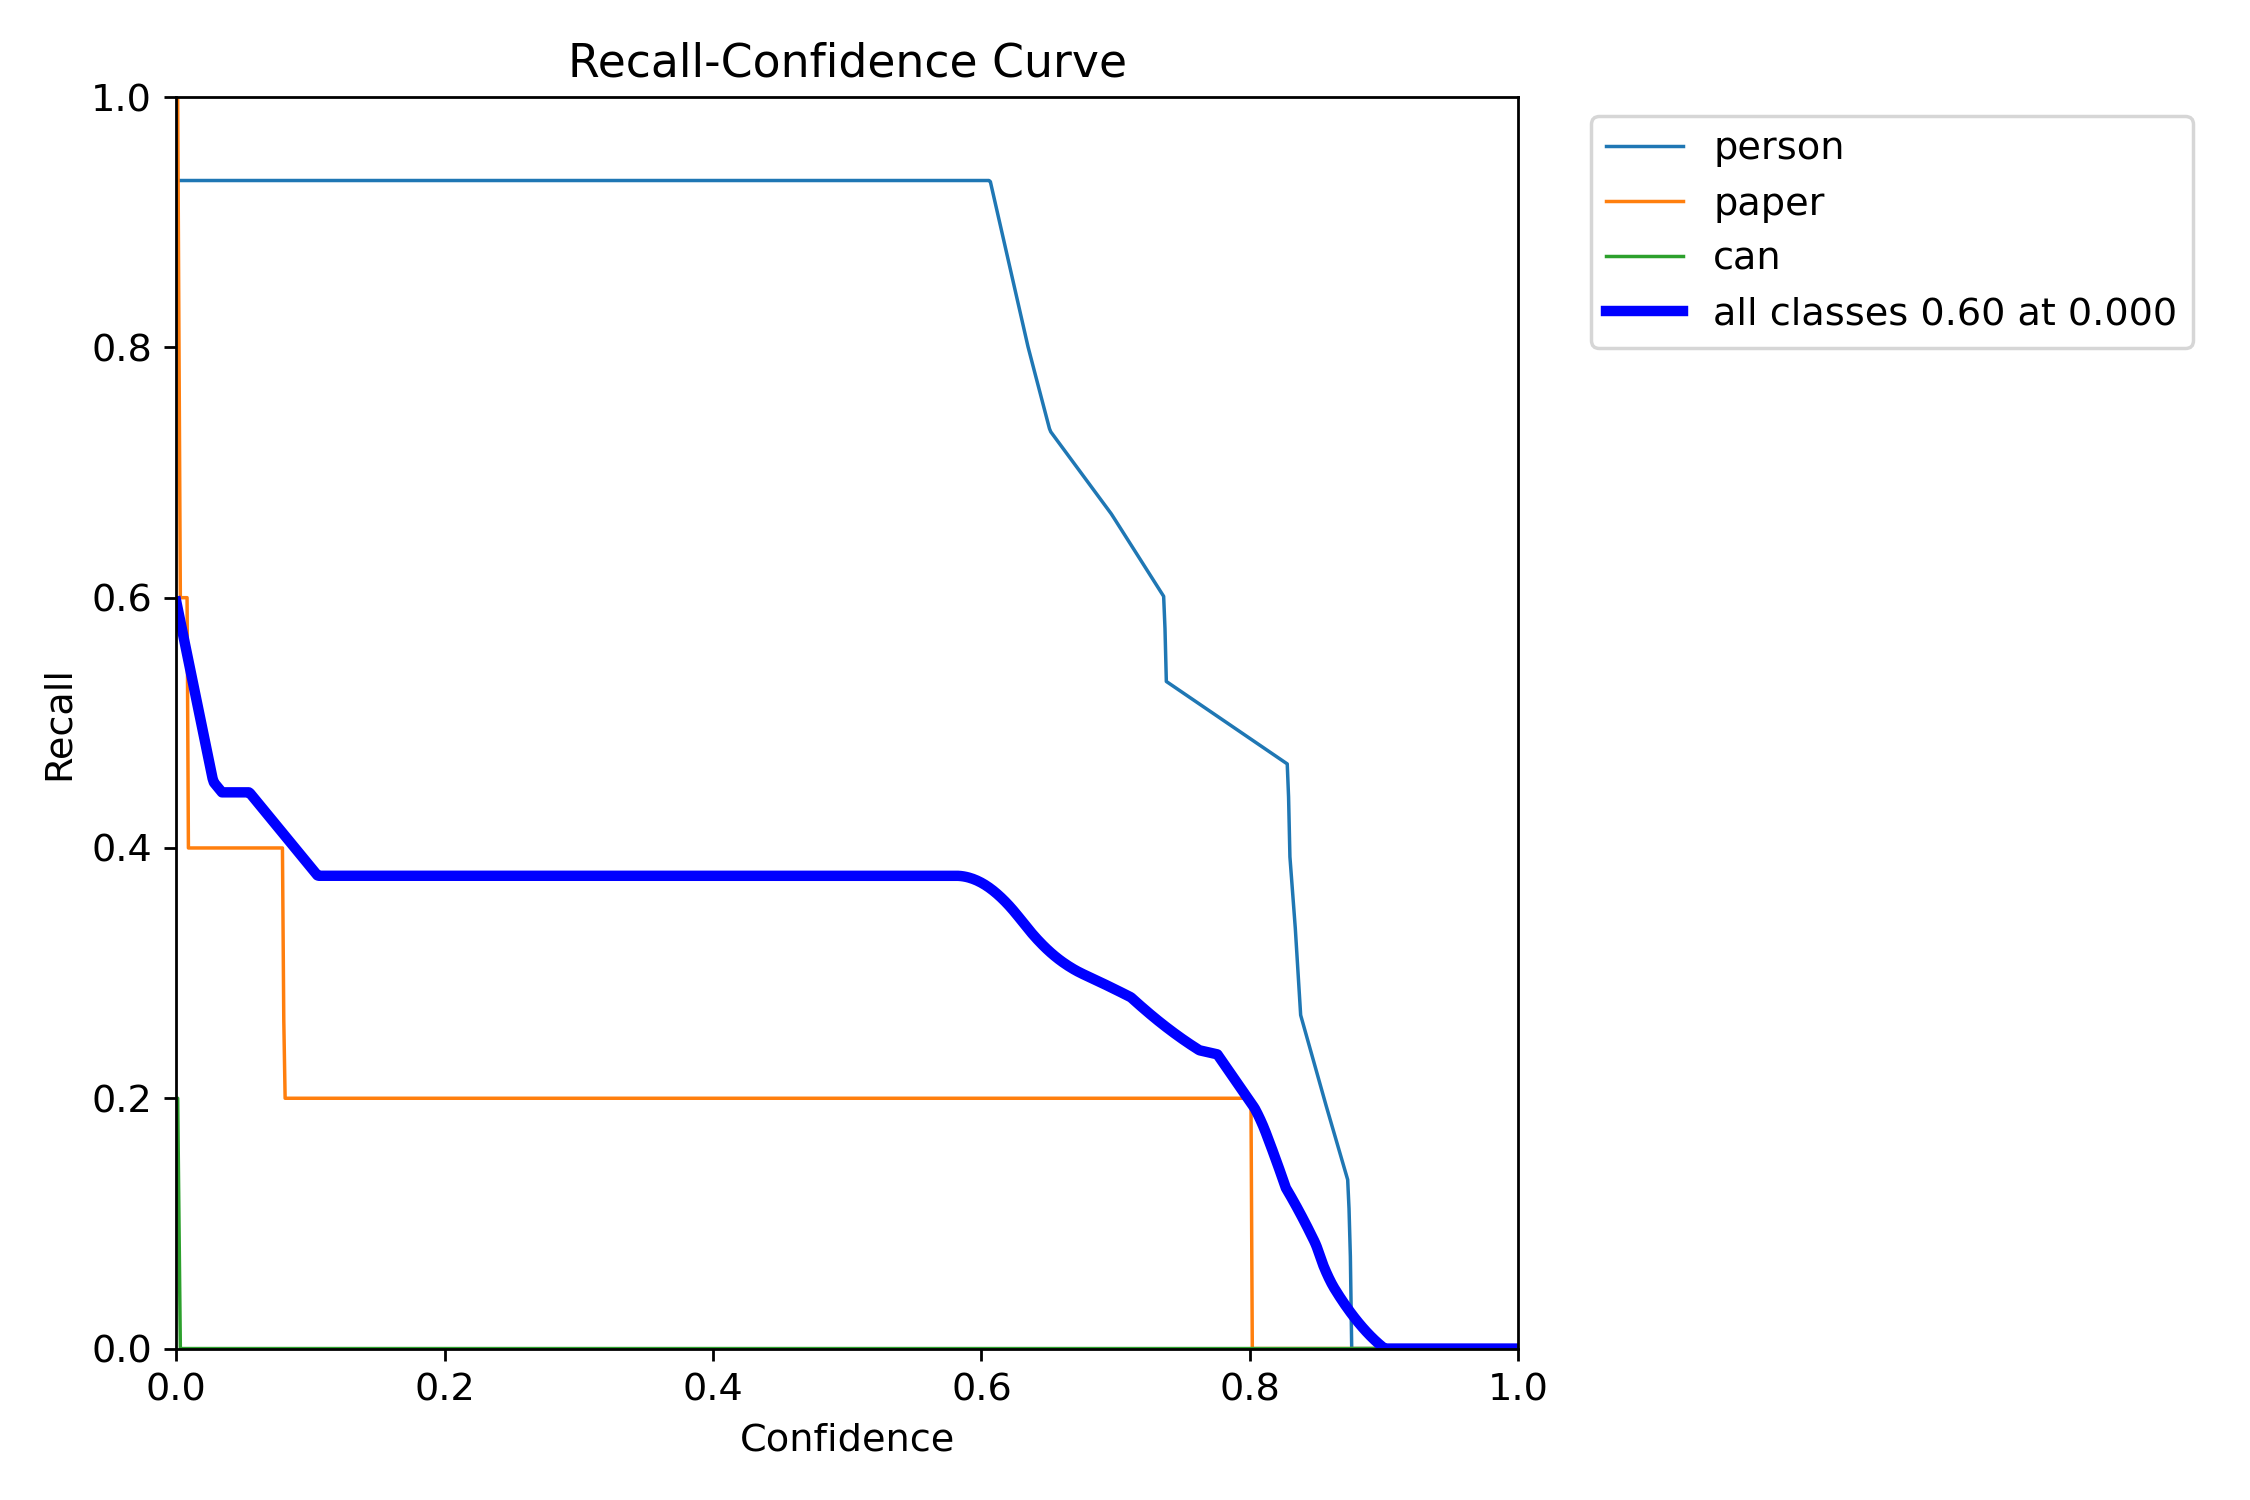 Recall-Confidence Curve
1.0
0.8
0.6
0.4
0.2
0.0
Recall
0.0 0.2 0.4 0.6 0.8 1.0
Confidence
person
paper
can
all classes 0.60 at 0.000